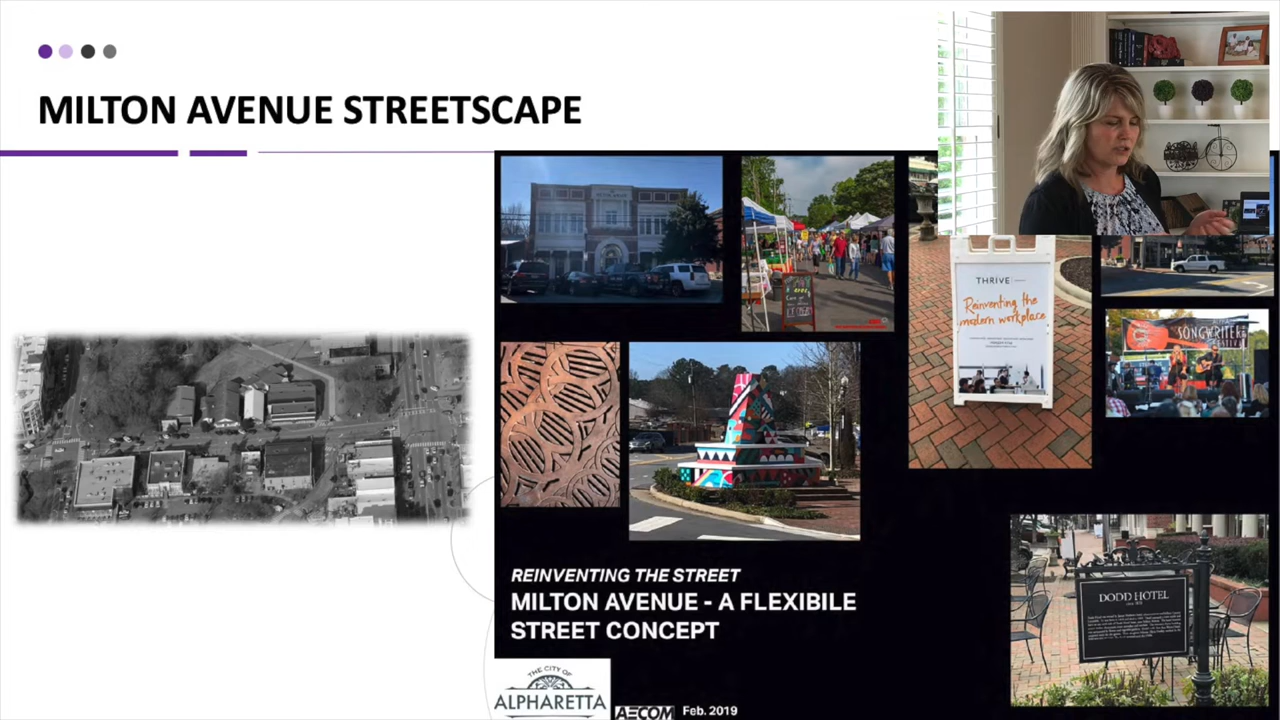 MILTON AVENUE STREETSCAPE
THRIVE
Reinventing the
modern workplace
SONGWRITER
FESTIVAL
REINVENTING THE STREET
MILTON AVENUE - A FLEXIBILE
STREET CONCEPT
DODD HOTEL
THE CITY OF
ALPHARETTA
AECOM
Feb. 2019